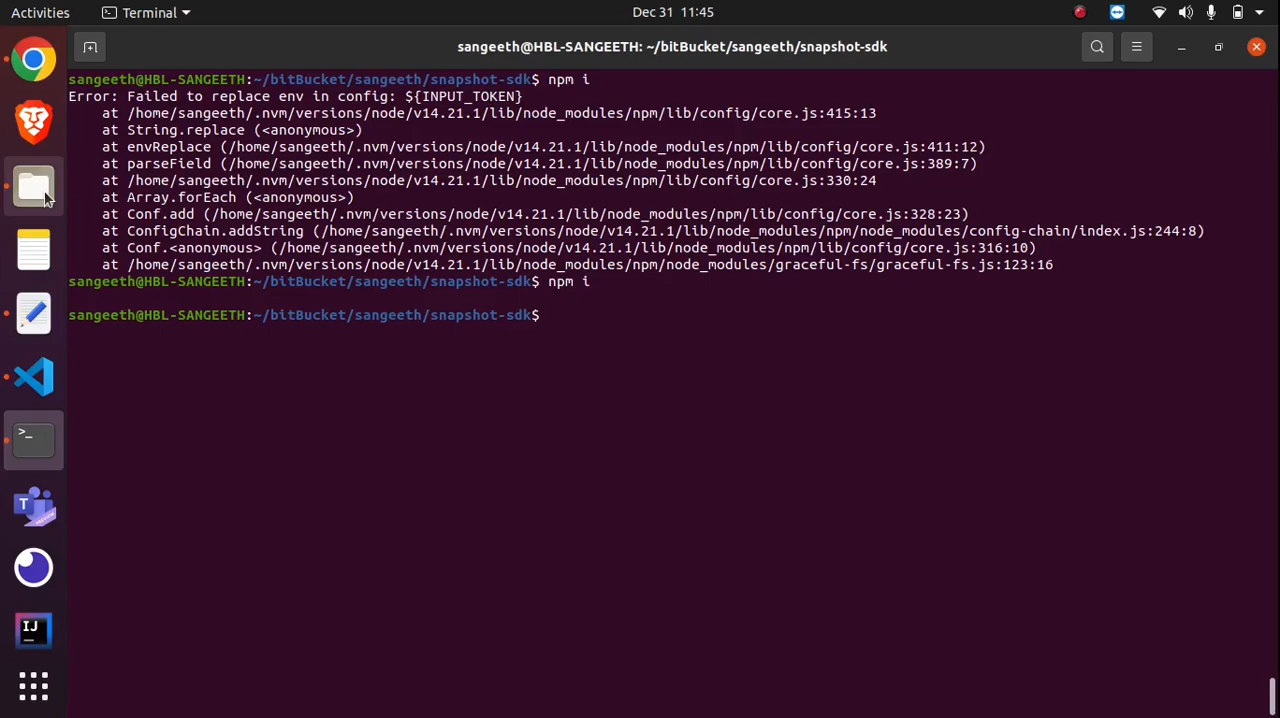 Activities
Terminal
Dec 31 11:45
sangeeth@HBL-SANGEETH: ~/bitBucket/sangeeth/snapshot-sdk
sangeeth@HBL-SANGEETH:~/bitBucket/sangeeth/snapshot-sdk$ npm i
Error: Failed to replace env in config: ${INPUT_TOKEN}
    at /home/sangeeth/.nvm/versions/node/v14.21.1/lib/node_modules/npm/lib/config/core.js:415:13
    at String.replace (<anonymous>)
    at envReplace (/home/sangeeth/.nvm/versions/node/v14.21.1/lib/node_modules/npm/lib/config/core.js:411:12)
    at parseField (/home/sangeeth/.nvm/versions/node/v14.21.1/lib/node_modules/npm/lib/config/core.js:389:7)
    at /home/sangeeth/.nvm/versions/node/v14.21.1/lib/node_modules/npm/lib/config/core.js:330:24
    at Array.forEach (<anonymous>)
    at Conf.add (/home/sangeeth/.nvm/versions/node/v14.21.1/lib/node_modules/npm/lib/config/core.js:328:23)
    at ConfigChain.addString (/home/sangeeth/.nvm/versions/node/v14.21.1/lib/node_modules/npm/node_modules/config-chain/index.js:244:8)
    at Conf.<anonymous> (/home/sangeeth/.nvm/versions/node/v14.21.1/lib/node_modules/npm/lib/config/core.js:316:10)
    at /home/sangeeth/.nvm/versions/node/v14.21.1/lib/node_modules/npm/node_modules/graceful-fs/graceful-fs.js:123:16
sangeeth@HBL-SANGEETH:~/bitBucket/sangeeth/snapshot-sdk$ npm i
sangeeth@HBL-SANGEETH:~/bitBucket/sangeeth/snapshot-sdk$
>_
T
IJ